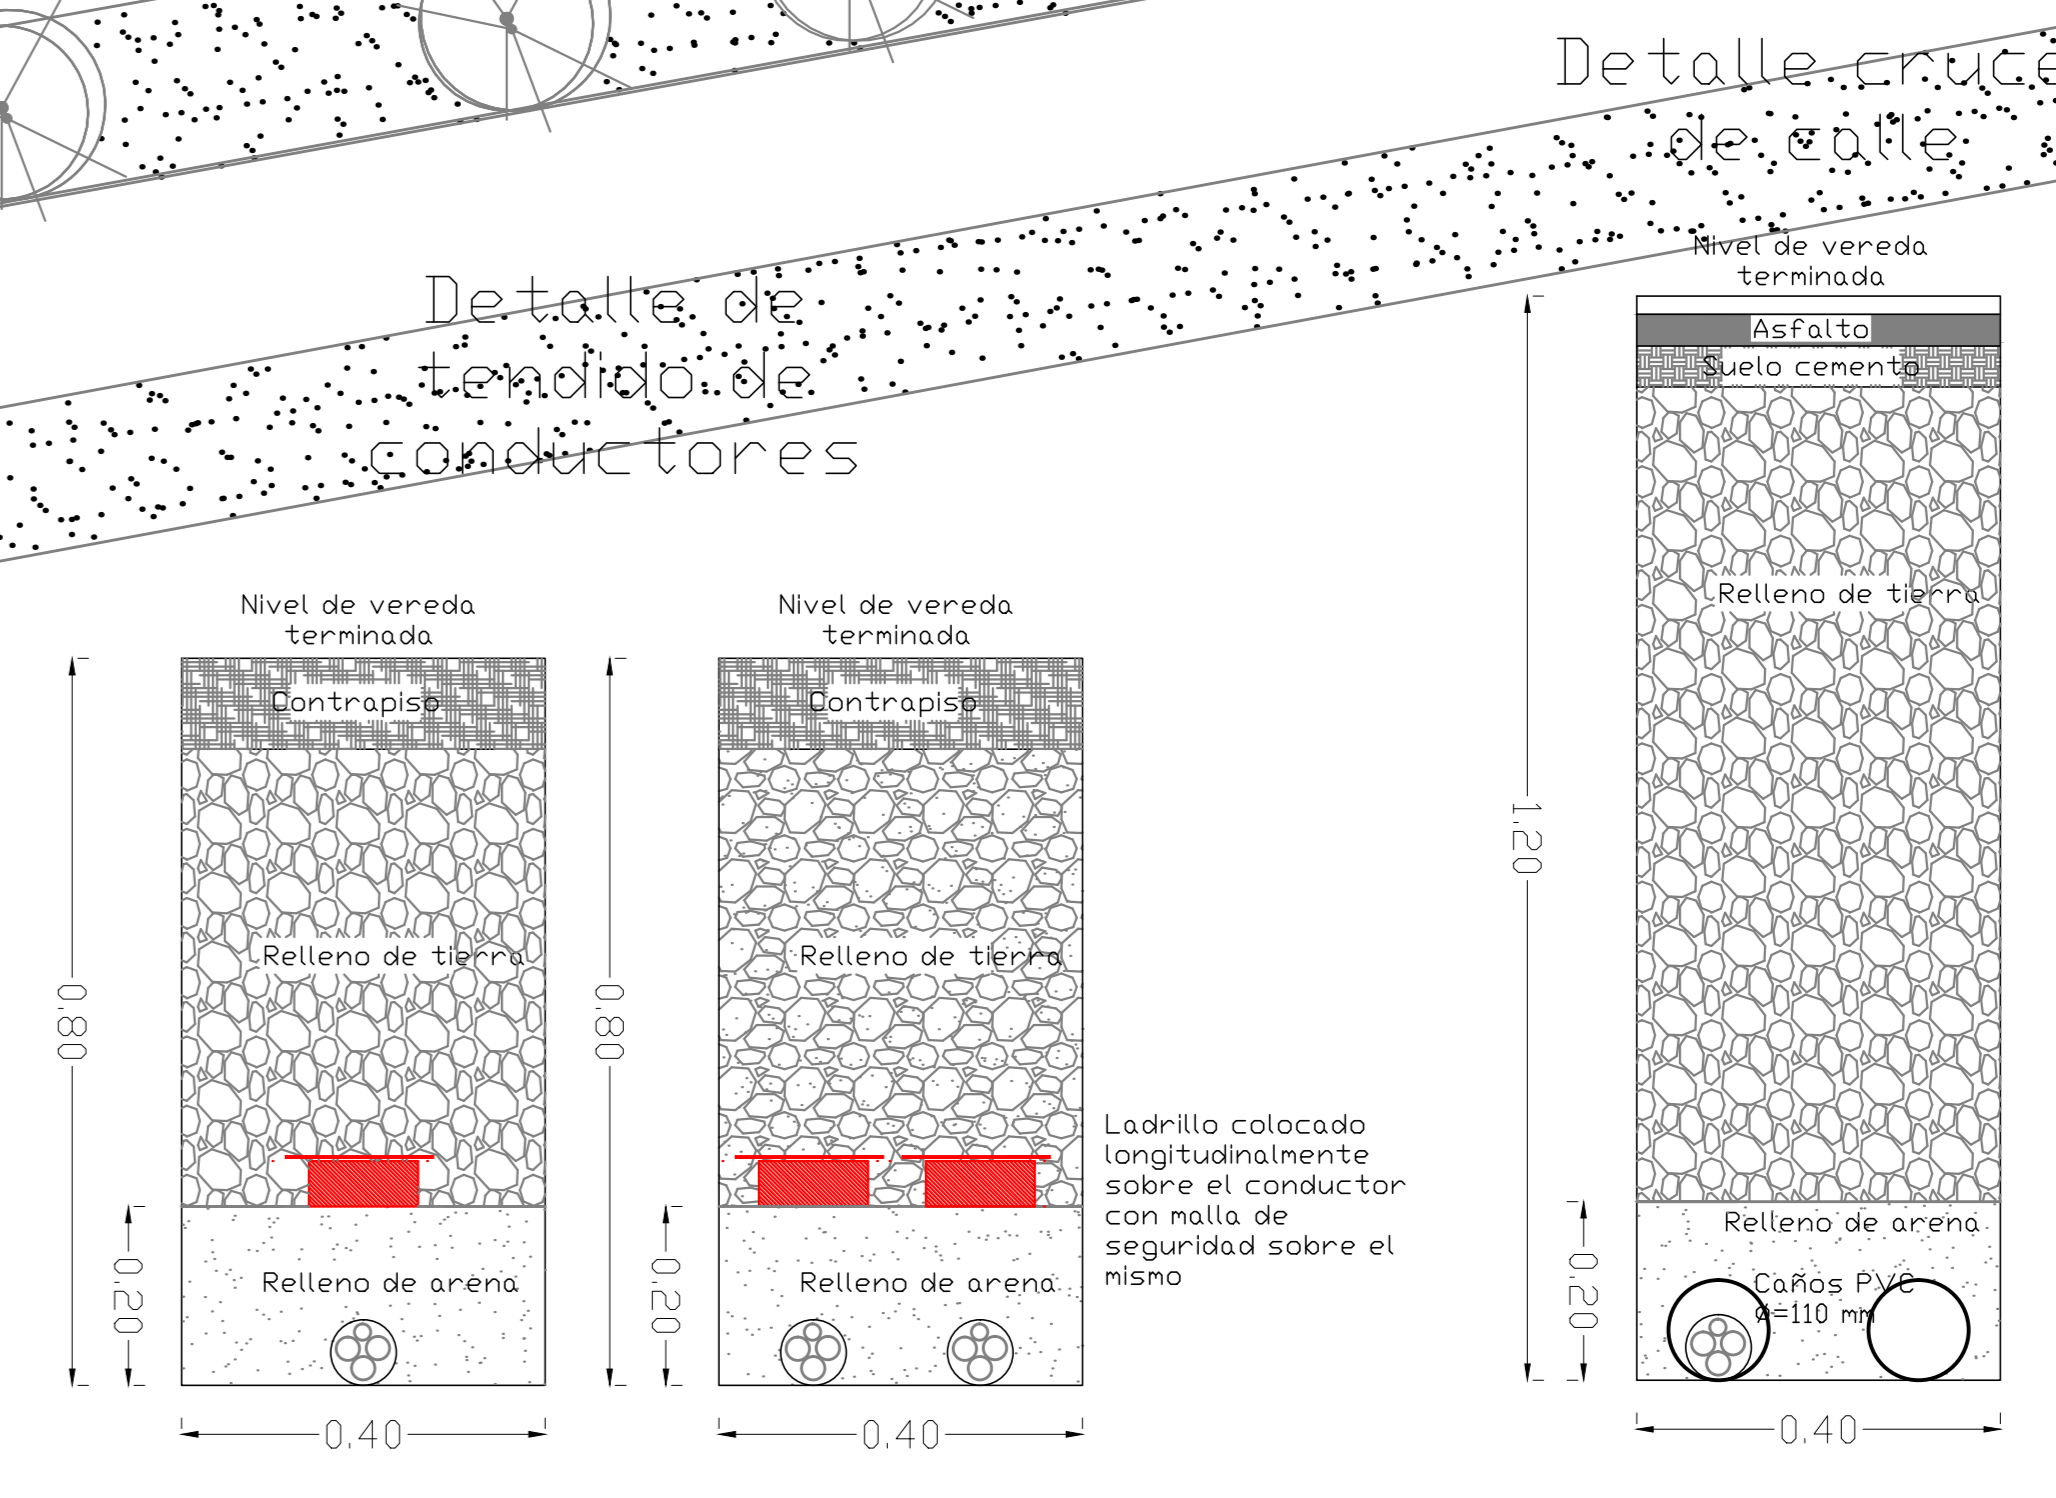 Detalle cruce
de calle
Detalle de
tendido de
conductores
Nivel de vereda
terminada
Contrapiso
Relleno de tierra
Relleno de arena
0.80
0.20
0.40
Nivel de vereda
terminada
Contrapiso
Relleno de tierra
Relleno de arena
0.80
0.20
0.40
Ladrillo colocado
longitudinalmente
sobre el conductor
con malla de
seguridad sobre el
mismo
Nivel de vereda
terminada
Asfalto
Suelo cemento
Relleno de tierra
Relleno de arena
Caños PVC
Ø=110 mm
1.20
0.20
0.40